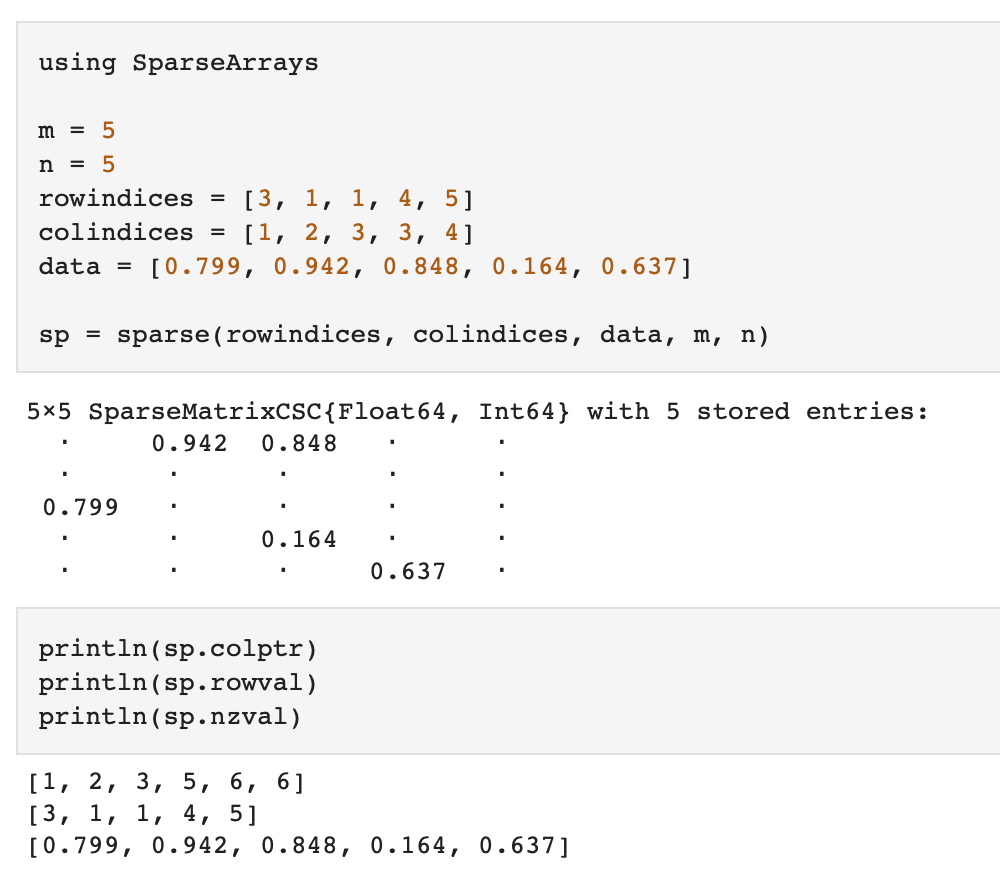 using SparseArrays
m = 5
n = 5
rowindices = [3, 1, 1, 4, 5]
colindices = [1, 2, 3, 3, 4]
data = [0.799, 0.942, 0.848, 0.164, 0.637]
sp = sparse(rowindices, colindices, data, m, n)
5×5 SparseMatrixCSC{Float64, Int64} with 5 stored entries:
  ⋅     0.942  0.848   ⋅      ⋅
  ⋅      ⋅      ⋅      ⋅      ⋅
 0.799   ⋅      ⋅      ⋅      ⋅
  ⋅      ⋅     0.164   ⋅      ⋅
  ⋅      ⋅      ⋅     0.637   ⋅
println(sp.colptr)
println(sp.rowval)
println(sp.nzval)
[1, 2, 3, 5, 6, 6]
[3, 1, 1, 4, 5]
[0.799, 0.942, 0.848, 0.164, 0.637]